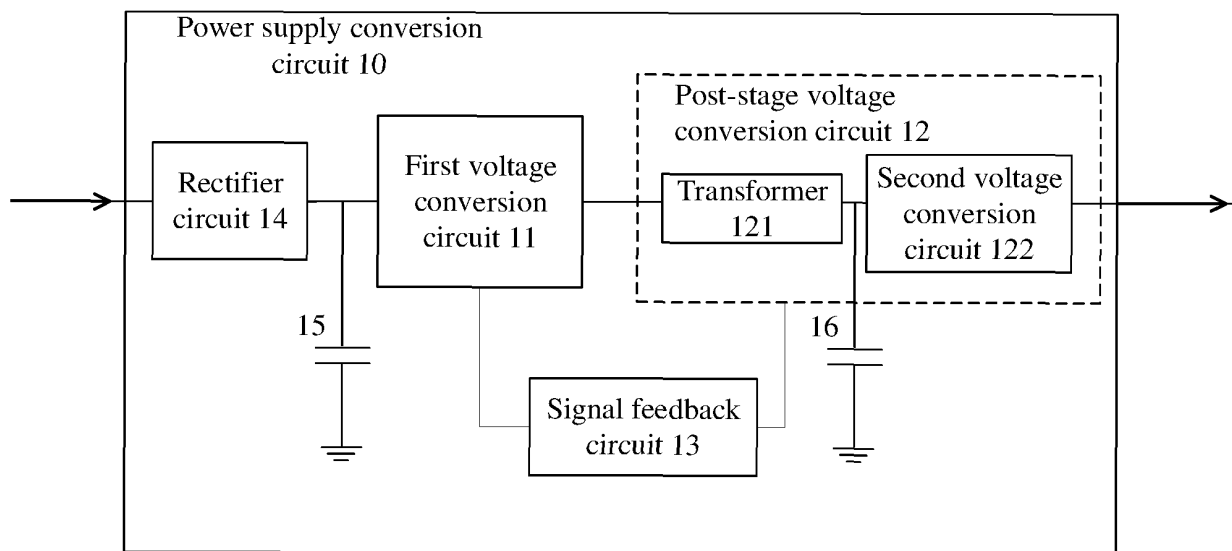 Power supply conversion
circuit 10
Post-stage voltage
conversion circuit 12
Rectifier
circuit 14
First voltage
conversion
circuit 11
Transformer
121
Second voltage
conversion
circuit 122
15
16
Signal feedback
circuit 13